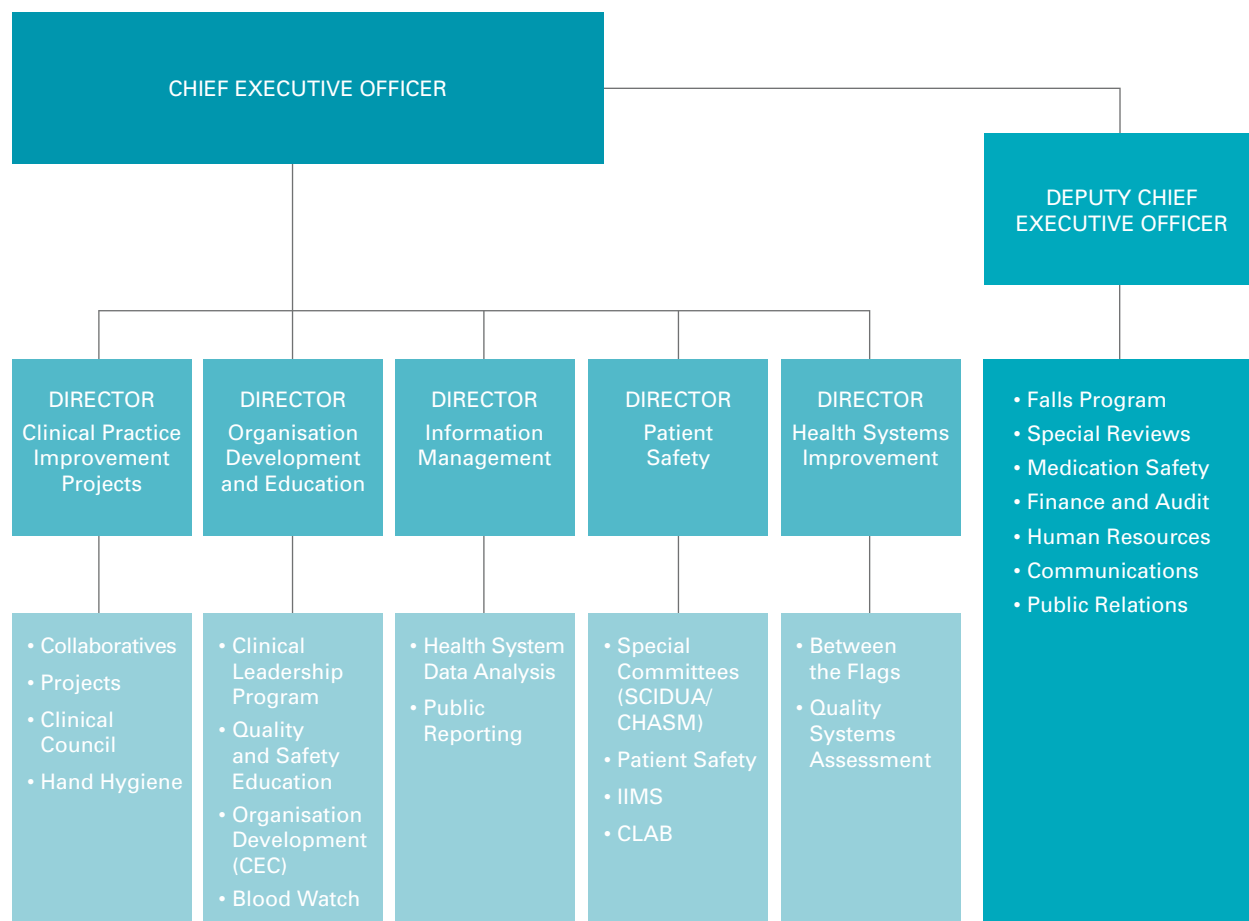 CHIEF EXECUTIVE OFFICER
DEPUTY CHIEF
EXECUTIVE OFFICER
DIRECTOR
Clinical Practice
Improvement
Projects
DIRECTOR
Organisation
Development
and Education
DIRECTOR
Information
Management
DIRECTOR
Patient
Safety
DIRECTOR
Health Systems
Improvement
• Falls Program
• Special Reviews
• Medication Safety
• Finance and Audit
• Human Resources
• Communications
• Public Relations
• Collaboratives
• Projects
• Clinical
Council
• Hand Hygiene
• Clinical
Leadership
Program
• Quality
and Safety
Education
• Organisation
Development
(CEC)
• Blood Watch
• Health System
Data Analysis
• Public
Reporting
• Special
Committees
(SCIDUA/
CHASM)
• Patient Safety
• IIMS
• CLAB
• Between
the Flags
• Quality
Systems
Assessment